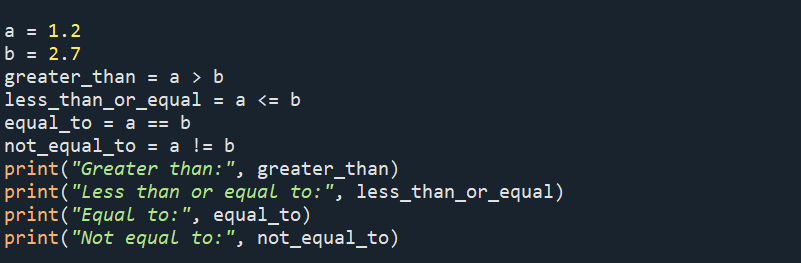 a = 1.2
b = 2.7
greater_than = a > b
less_than_or_equal = a <= b
equal_to = a == b
not_equal_to = a != b
print("Greater than:", greater_than)
print("Less than or equal to:", less_than_or_equal)
print("Equal to:", equal_to)
print("Not equal to:", not_equal_to)